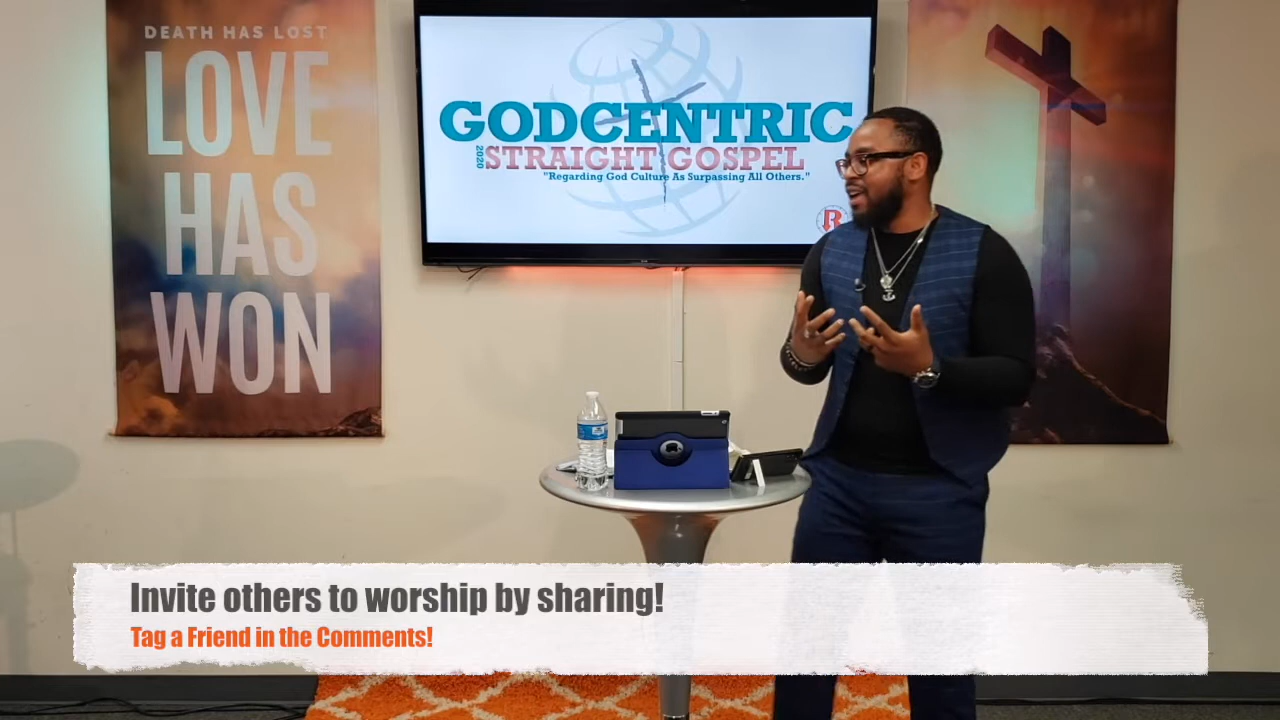 DEATH HAS LOST
LOVE
HAS
WON
GODCENTRIC
2020
STRAIGHT GOSPEL
"Regarding God Culture As Surpassing All Others."
R
Invite others to worship by sharing!
Tag a Friend in the Comments!